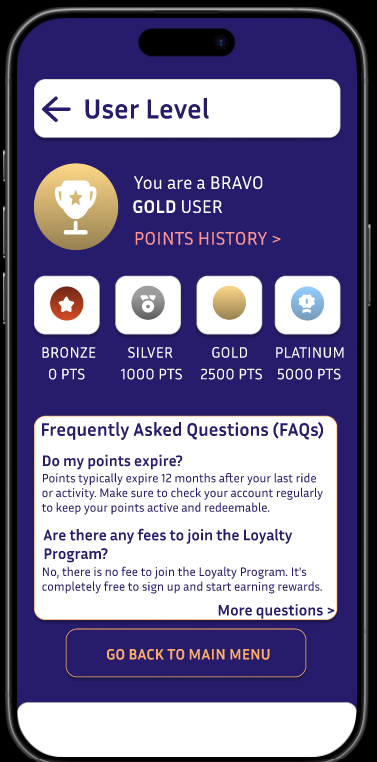 User Level
You are a BRAVO
GOLD USER
POINTS HISTORY >
BRONZE
0 PTS
SILVER
1000 PTS
GOLD
2500 PTS
PLATINUM
5000 PTS
Frequently Asked Questions (FAQs)
Do my points expire?
Points typically expire 12 months after your last ride
or activity. Make sure to check your account regularly
to keep your points active and redeemable.
Are there any fees to join the Loyalty
Program?
No, there is no fee to join the Loyalty Program. It's
completely free to sign up and start earning rewards.
More questions >
GO BACK TO MAIN MENU